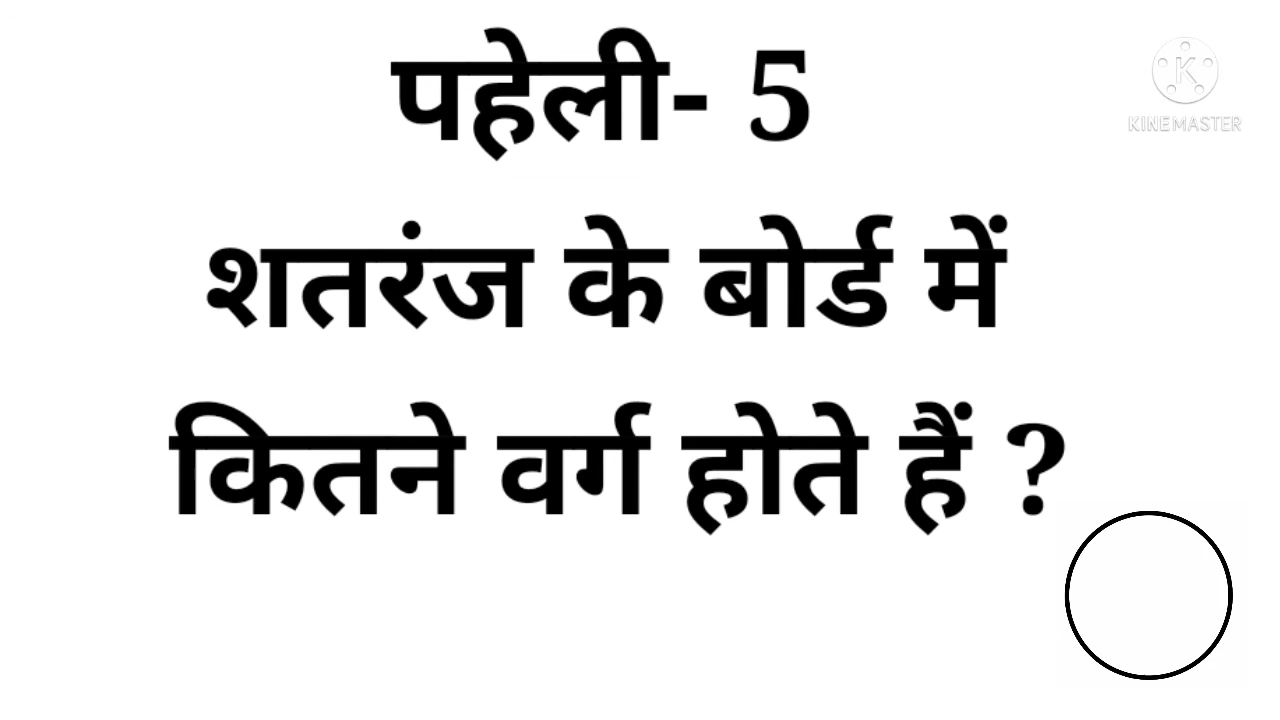 पहेली- 5
शतरंज के बोर्ड में
कितने वर्ग होते हैं ?
K
KINEMASTER